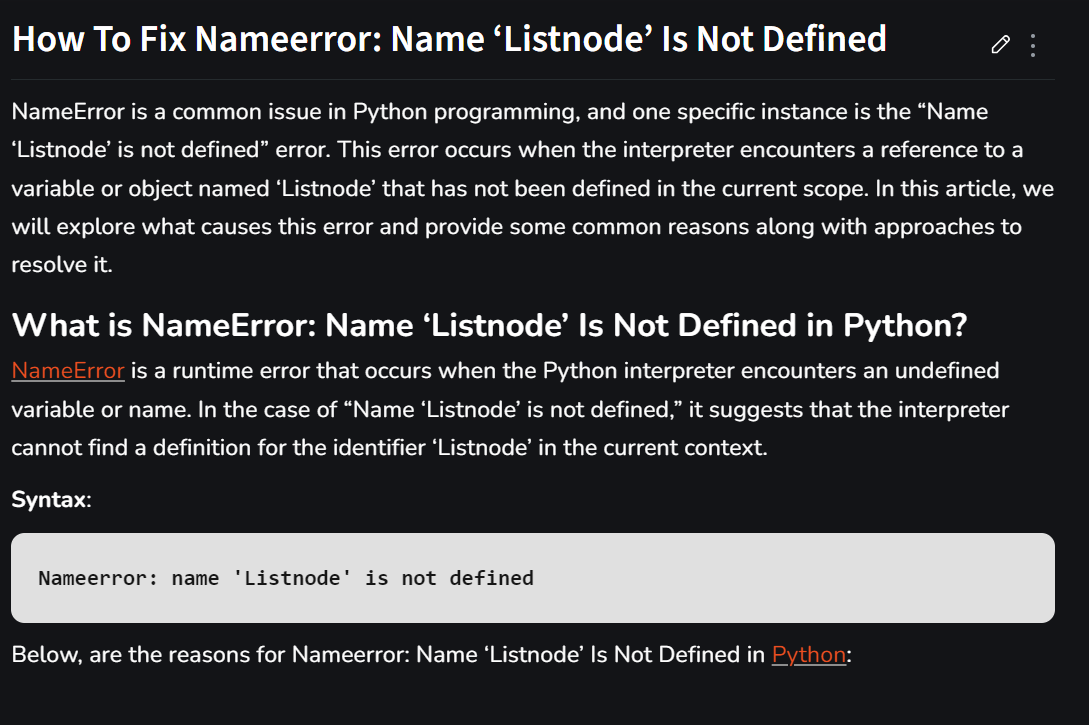 How To Fix Nameerror: Name ‘Listnode’ Is Not Defined
NameError is a common issue in Python programming, and one specific instance is the “Name
‘Listnode’ is not defined” error. This error occurs when the interpreter encounters a reference to a
variable or object named ‘Listnode’ that has not been defined in the current scope. In this article, we
will explore what causes this error and provide some common reasons along with approaches to
resolve it.
What is NameError: Name ‘Listnode’ Is Not Defined in Python?
NameError is a runtime error that occurs when the Python interpreter encounters an undefined
variable or name. In the case of “Name ‘Listnode’ is not defined,” it suggests that the interpreter
cannot find a definition for the identifier ‘Listnode’ in the current context.
Syntax:
Nameerror: name 'Listnode' is not defined
Below, are the reasons for Nameerror: Name ‘Listnode’ Is Not Defined in Python: